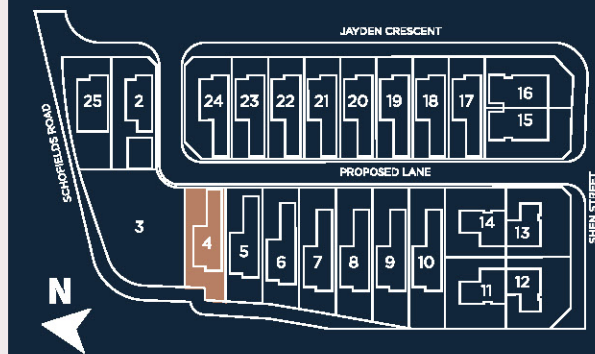 JAYDEN CRESCENT
SCHOFIELDS ROAD
25 2 24 23 22 21 20 19 18 17 16
15
PROPOSED LANE
SHEN STREET
3 4 5 6 7 8 9 10 14 13
11 12
N